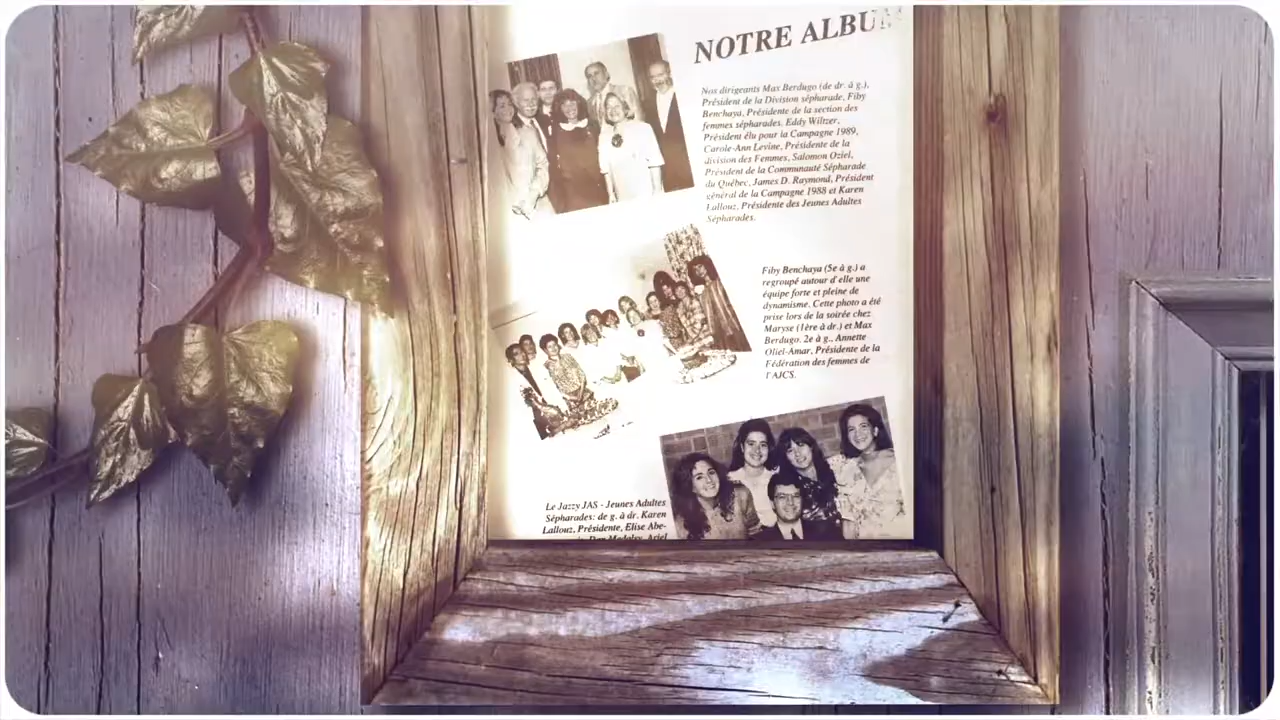 NOTRE ALBUM
Nos dirigeants Max Berdugo (de dr. à g.),
Président de la Division sépharade, Fiby
Benchaya, Présidente de la section des
femmes sépharades. Eddy Wiltzer,
Président élu pour la Campagne 1989,
Carole-Ann Levine, Présidente de la
division des Femmes, Salomon Oziel,
Président de la Communauté Sépharade
du Québec, James D. Raymond, Président
général de la Campagne 1988 et Karen
Lallouz, Présidente des Jeunes Adultes
Sépharades.
Fiby Benchaya (5e à g.) a
regroupé autour d'elle une
équipe forte et pleine de
dynamisme. Cette photo a été
prise lors de la soirée chez
Maryse (1ère à dr.) et Max
Berdugo. 2e à g., Annette
Oliel-Amar, Présidente de la
Fédération des femmes de
l'AJCS.
Le Jazzy JAS - Jeunes Adultes
Sépharades: de g. à dr. Karen
Lallouz, Présidente, Elise Abe-
Ariel